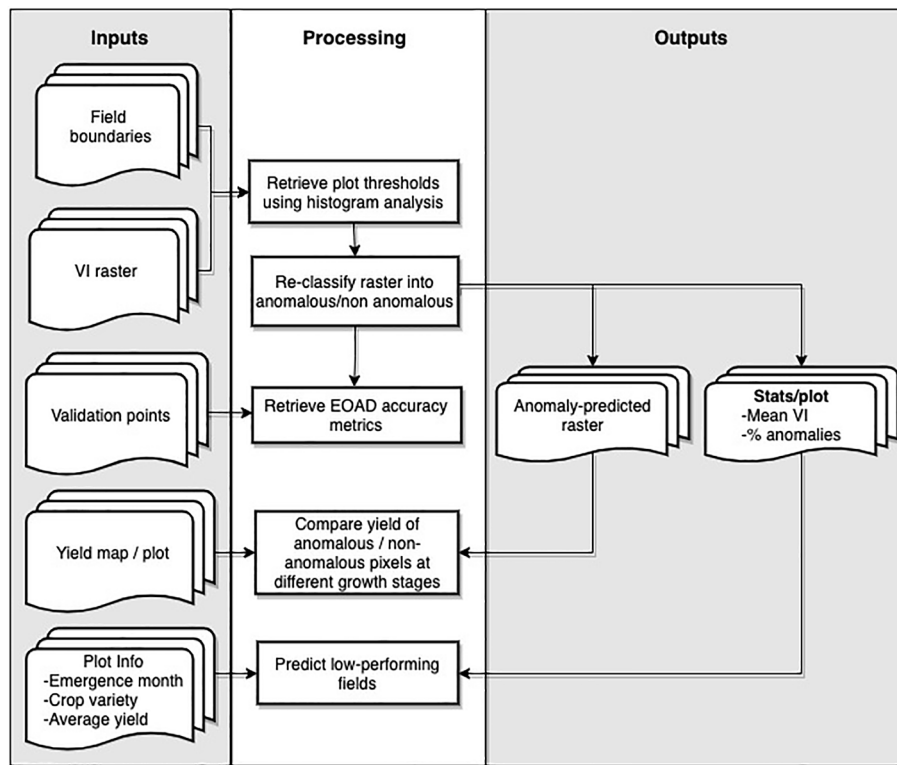 Inputs
Processing
Outputs
Field
boundaries
Retrieve plot thresholds
using histogram analysis
VI raster
Re-classify raster into
anomalous/non anomalous
Validation points
Retrieve EOAD accuracy
metrics
Anomaly-predicted
raster
Stats/plot
-Mean VI
-% anomalies
Yield map / plot
Compare yield of
anomalous / non-
anomalous pixels at
different growth stages
Plot Info
-Emergence month
-Crop variety
-Average yield
Predict low-performing
fields